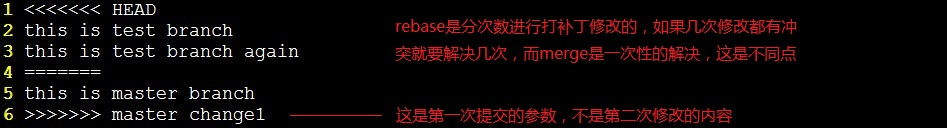 1 <<<<<<< HEAD
2 this is test branch
3 this is test branch again
4 =======
5 this is master branch
6 >>>>>>> master change1
rebase是分次数进行打补丁修改的，如果几次修改都有冲
突就要解决几次，而merge是一次性的解决，这是不同点
这是第一次提交的参数，不是第二次修改的内容